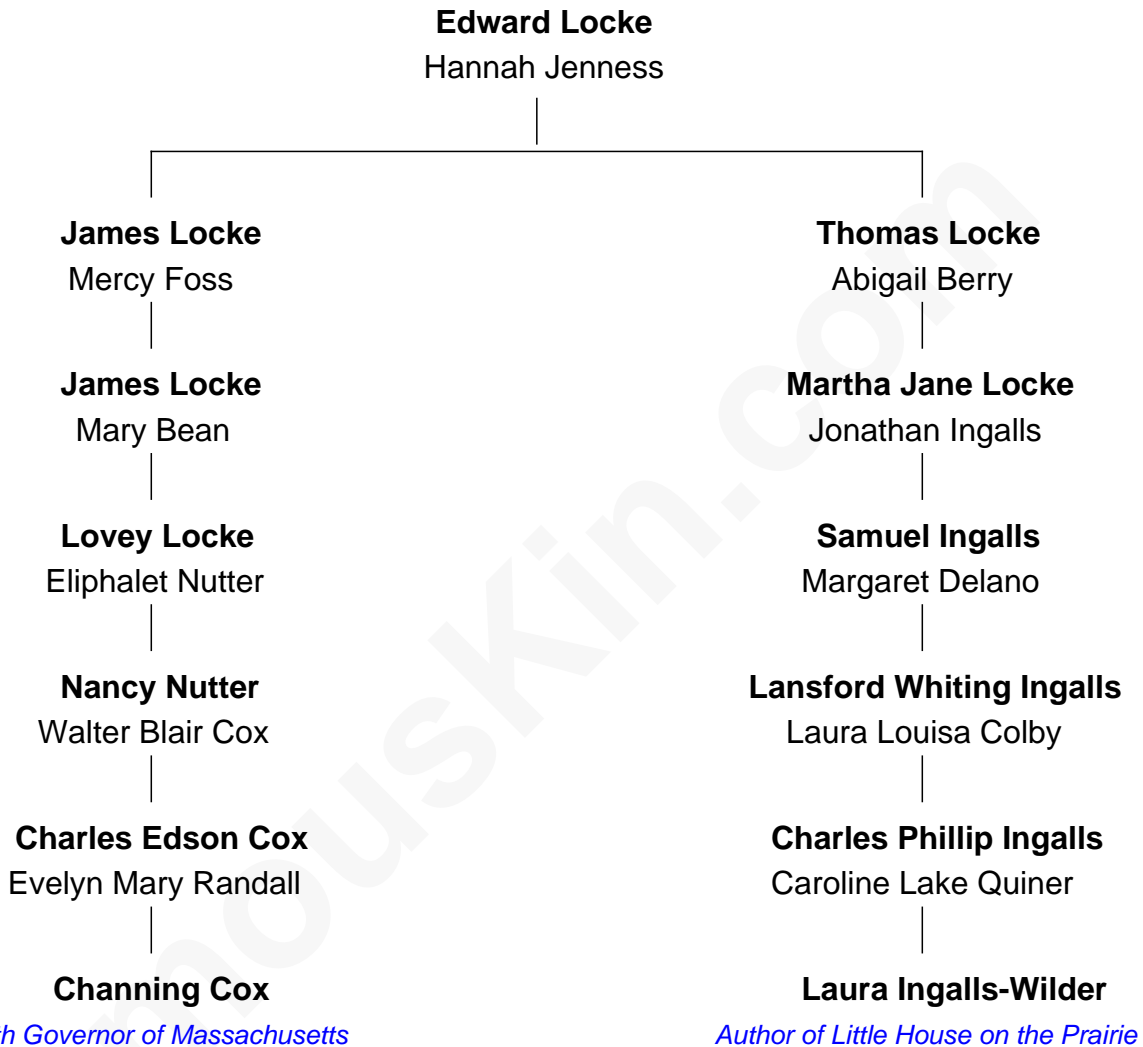 Edward Locke
Hannah Jenness
James Locke
Mercy Foss
Thomas Locke
Abigail Berry
James Locke
Mary Bean
Martha Jane Locke
Jonathan Ingalls
Lovey Locke
Eliphalet Nutter
Samuel Ingalls
Margaret Delano
Nancy Nutter
Walter Blair Cox
Lansford Whiting Ingalls
Laura Louisa Colby
Charles Edson Cox
Evelyn Mary Randall
Charles Phillip Ingalls
Caroline Lake Quiner
Channing Cox
h Governor of Massachusetts
Laura Ingalls-Wilder
Author of Little House on the Prairie
mouskin.com